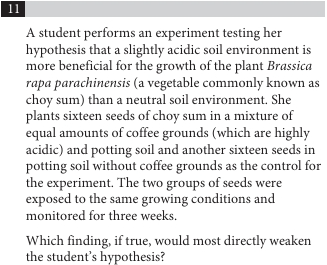 11
A student performs an experiment testing her
hypothesis that a slightly acidic soil environment is
more beneficial for the growth of the plant Brassica
rapa parachinensis (a vegetable commonly known as
choy sum) than a neutral soil environment. She
plants sixteen seeds of choy sum in a mixture of
equal amounts of coffee grounds (which are highly
acidic) and potting soil and another sixteen seeds in
potting soil without coffee grounds as the control for
the experiment. The two groups of seeds were
exposed to the same growing conditions and
monitored for three weeks.
Which finding, if true, would most directly weaken
the student's hypothesis?